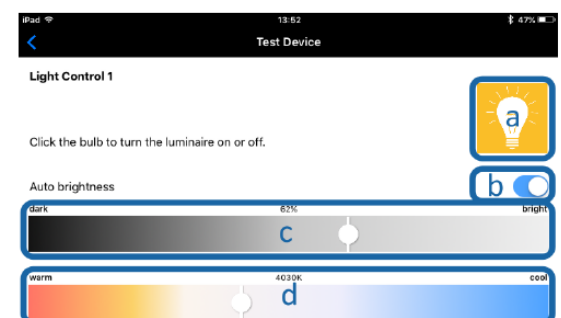 iPad 13:52 47%
Test Device
Light Control 1
a
Click the bulb to turn the luminaire on or off.
Auto brightness b
dark 62% bright
c
warm 4030K cool
d